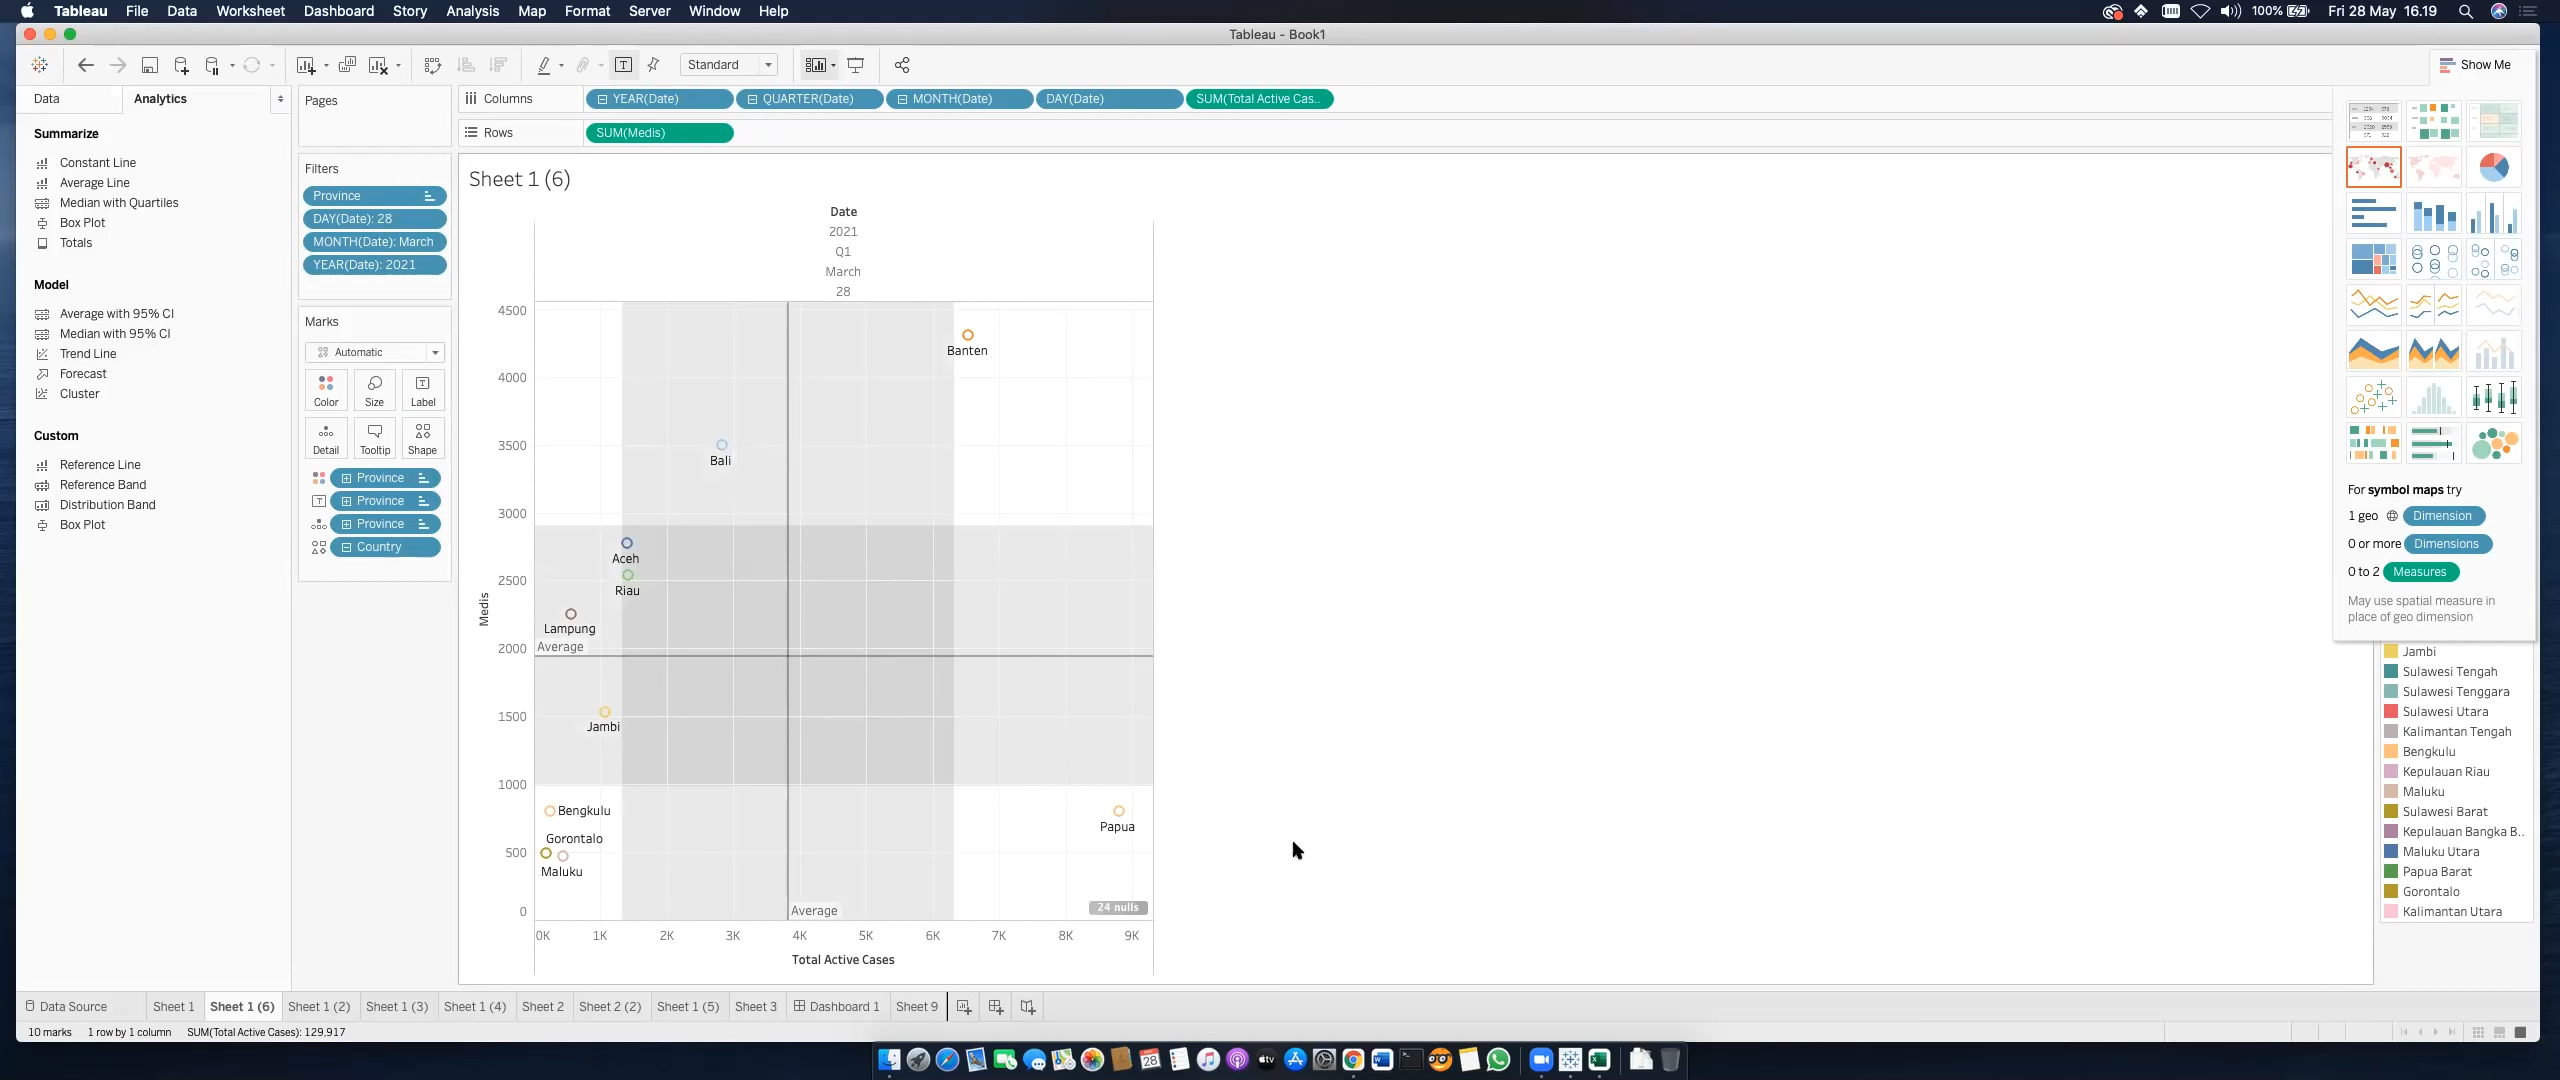 Tableau File Data Worksheet Dashboard Story Analysis Map Format Server Window Help 100% Fri 28 May 16.19
Tableau - Book1
Standard
Show Me
Data Analytics
Summarize
Constant Line
Average Line
Median with Quartiles
Box Plot
Totals
Model
Average with 95% CI
Median with 95% CI
Trend Line
Forecast
Cluster
Custom
Reference Line
Reference Band
Distribution Band
Box Plot
Pages
Filters
Province
DAY(Date): 28
MONTH(Date): March
YEAR(Date): 2021
Marks
Automatic
Color Size Label
Detail Tooltip Shape
Province
Province
Province
Country
Columns YEAR(Date) QUARTER(Date) MONTH(Date) DAY(Date) SUM(Total Active Cas..
Rows SUM(Medis)
Sheet 1 (6)
Date
2021
Q1
March
28
4500
4000
3500
3000
2500
2000
1500
1000
500
0
Medis
Banten
Bali
Aceh
Riau
Lampung
Average
Jambi
Bengkulu
Gorontalo
Maluku
Papua
Average
24 nulls
0K 1K 2K 3K 4K 5K 6K 7K 8K 9K
Total Active Cases
For symbol maps try
1 geo Dimension
0 or more Dimensions
0 to 2 Measures
May use spatial measure in
place of geo dimension
Jambi
Sulawesi Tengah
Sulawesi Tenggara
Sulawesi Utara
Kalimantan Tengah
Bengkulu
Kepulauan Riau
Maluku
Sulawesi Barat
Kepulauan Bangka B..
Maluku Utara
Papua Barat
Gorontalo
Kalimantan Utara
Data Source Sheet 1 Sheet 1 (6) Sheet 1 (2) Sheet 1 (3) Sheet 1 (4) Sheet 2 Sheet 2 (2) Sheet 1 (5) Sheet 3 Dashboard 1 Sheet 9
10 marks 1 row by 1 column SUM(Total Active Cases): 129,917